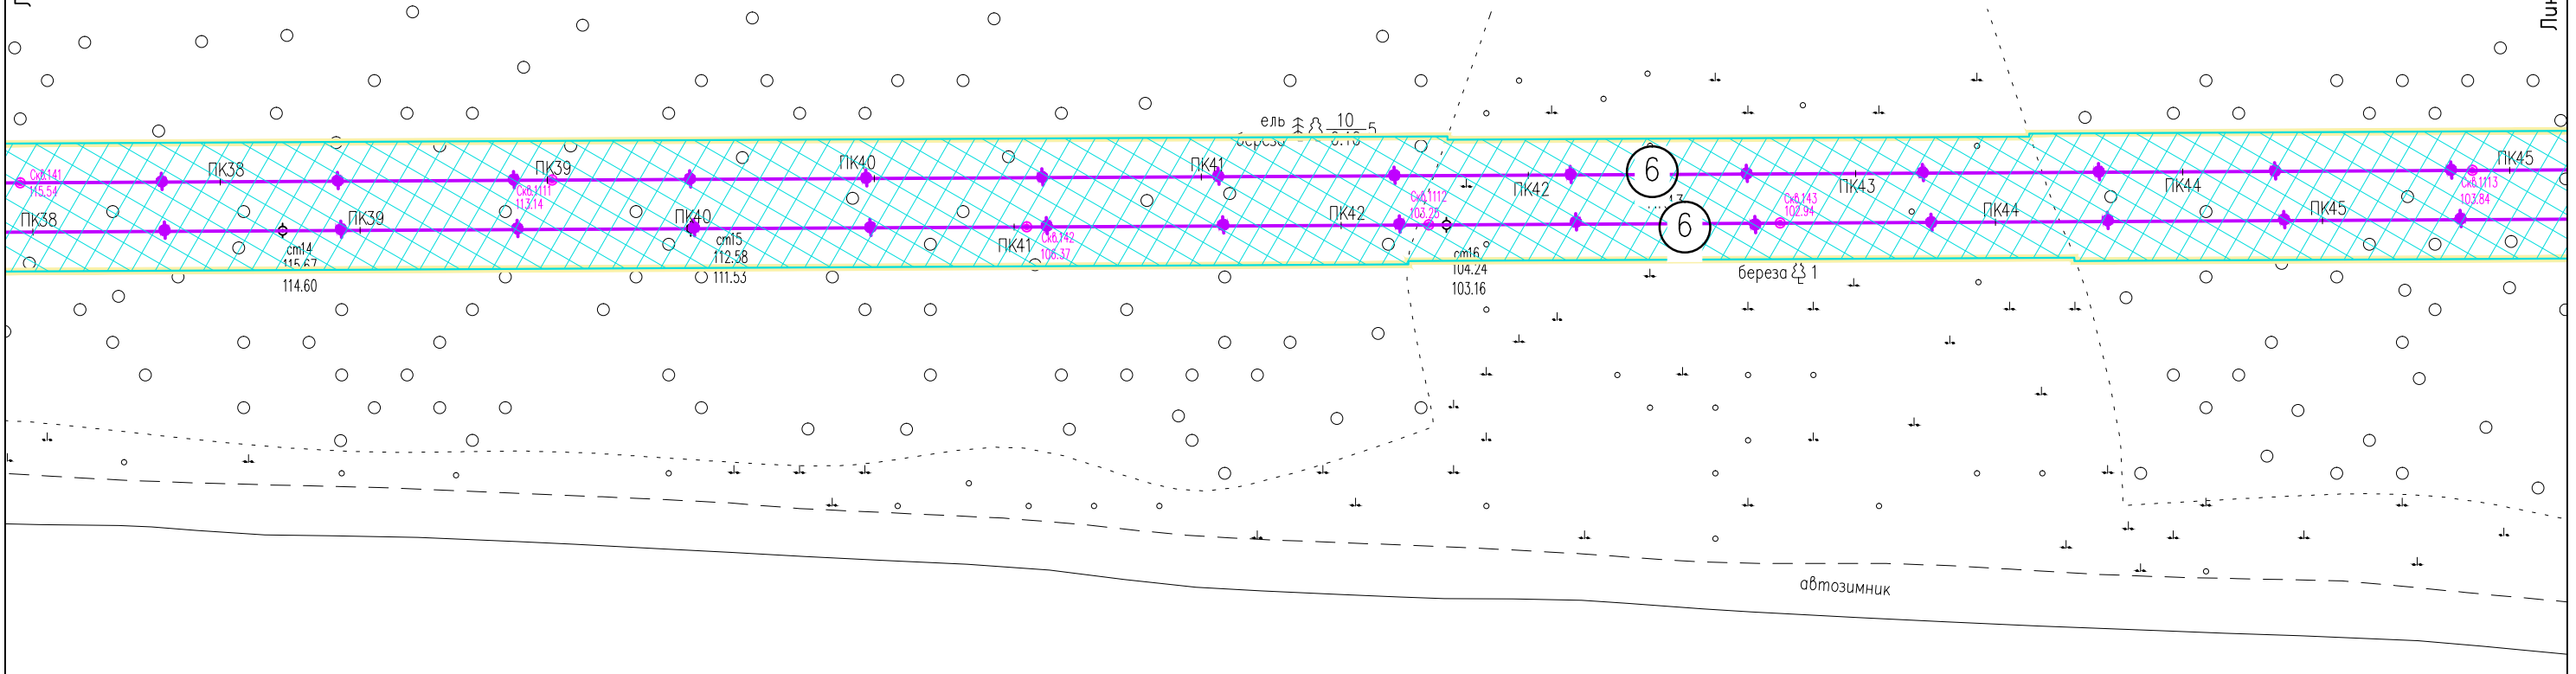 ель 10 5
береза
ПК38
ПК39
ПК40
ПК41
ПК42
ПК43
ПК44
ПК45
6
Скв.141
115.54
Скв.1111
113.14
Скв.1112
103.25
Скв.143
102.94
Скв.1113
103.84
ПК38
ПК39
ПК40
ПК41
ПК42
ПК44
ПК45
6
Скв.142
106.37
ст14
115.67
114.60
ст15
112.58
111.53
ст16
104.24
103.16
береза 1
автозимник